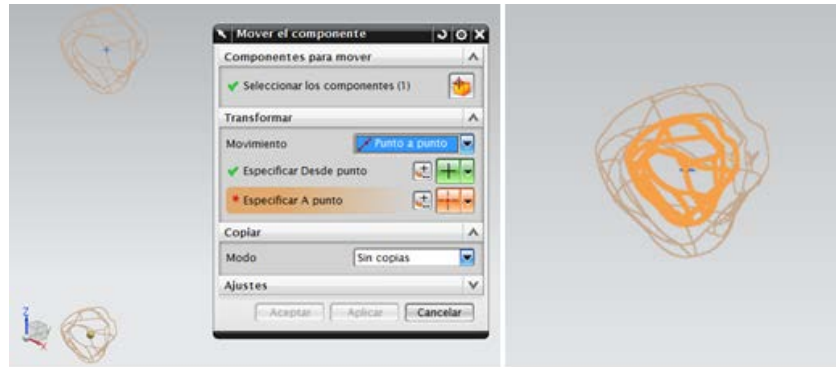 Mover el componente
Componentes para mover
Seleccionar los componentes (1)
Transformar
Movimiento Punto a punto
Especificar Desde punto
* Especificar A punto
Copiar
Modo Sin copias
Ajustes
Aceptar Aplicar Cancelar
Z
X